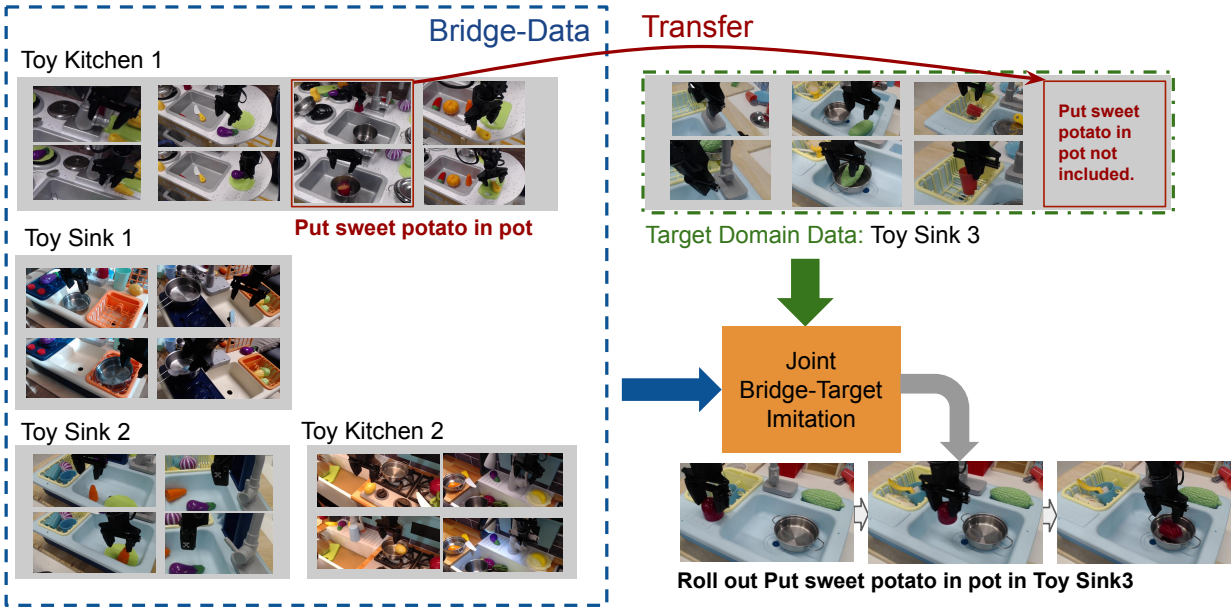 Bridge-Data
Transfer
Toy Kitchen 1
Put sweet potato in pot
Put sweet
potato in
pot not
included.
Target Domain Data: Toy Sink 3
Toy Sink 1
Joint
Bridge-Target
Imitation
Toy Sink 2
Toy Kitchen 2
Roll out Put sweet potato in pot in Toy Sink3